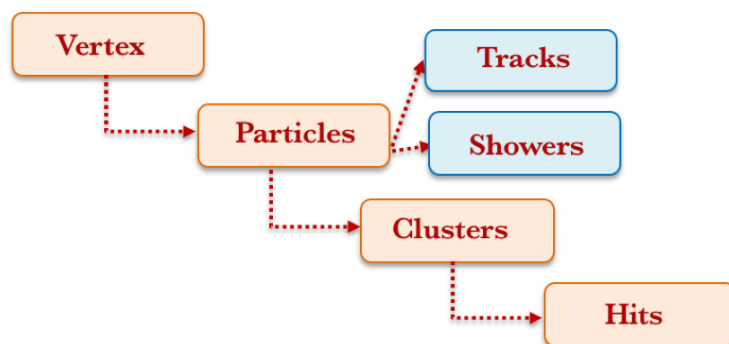 Vertex
Tracks
Particles
Showers
Clusters
Hits